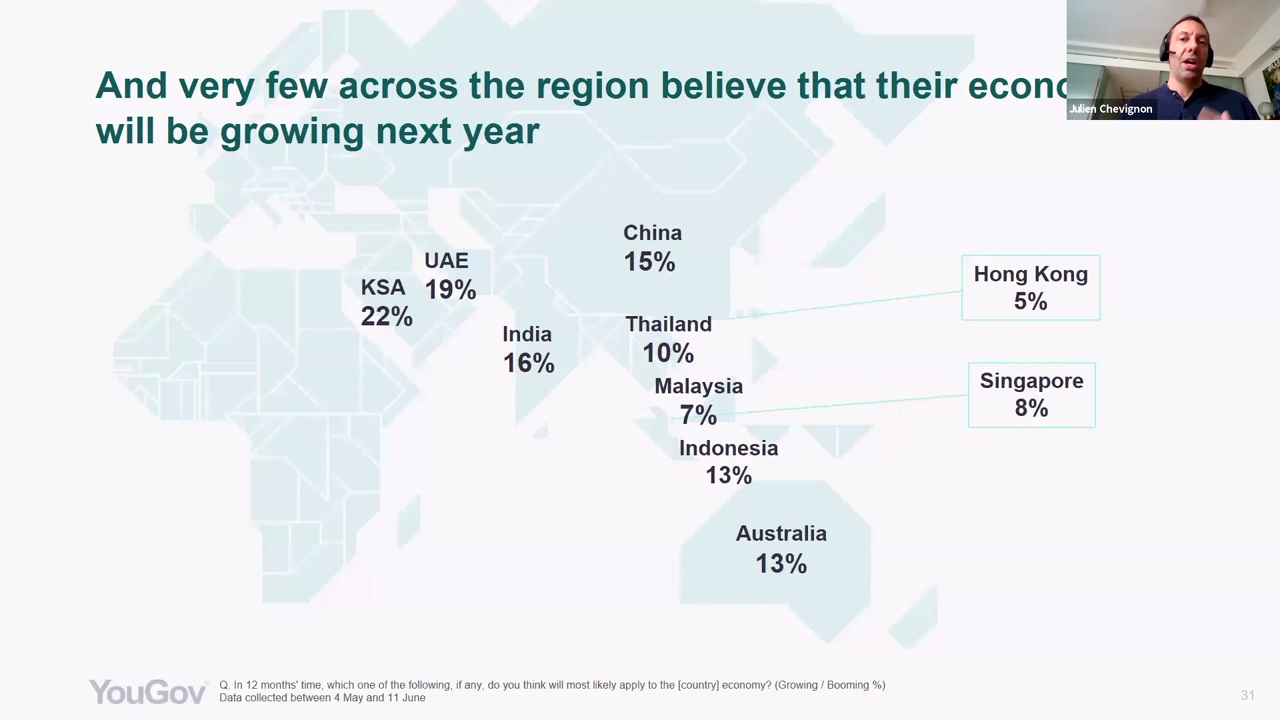 And very few across the region believe that their econo
will be growing next year
Julien Chevignon
China
15%
UAE
19%
KSA
22%
Hong Kong
5%
Thailand
10%
India
16%
Malaysia
7%
Singapore
8%
Indonesia
13%
Australia
13%
YouGov
Q. In 12 months' time, which one of the following, if any, do you think will most likely apply to the [country] economy? (Growing / Booming %)
Data collected between 4 May and 11 June
31